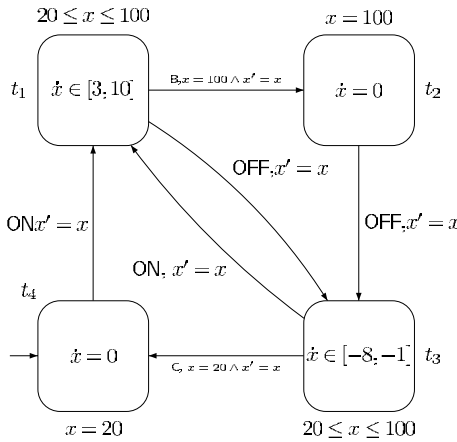 20 ≤ x ≤ 100
x = 100
t₁
ẋ ∈ [3, 10]
B, x = 100 ∧ x′ = x
ẋ = 0
t₂
OFF, x′ = x
OFF, x′ = x
ON x′ = x
ON, x′ = x
t₄
ẋ = 0
C, x = 20 ∧ x′ = x
ẋ ∈ [−8, −1]
t₃
x = 20
20 ≤ x ≤ 100